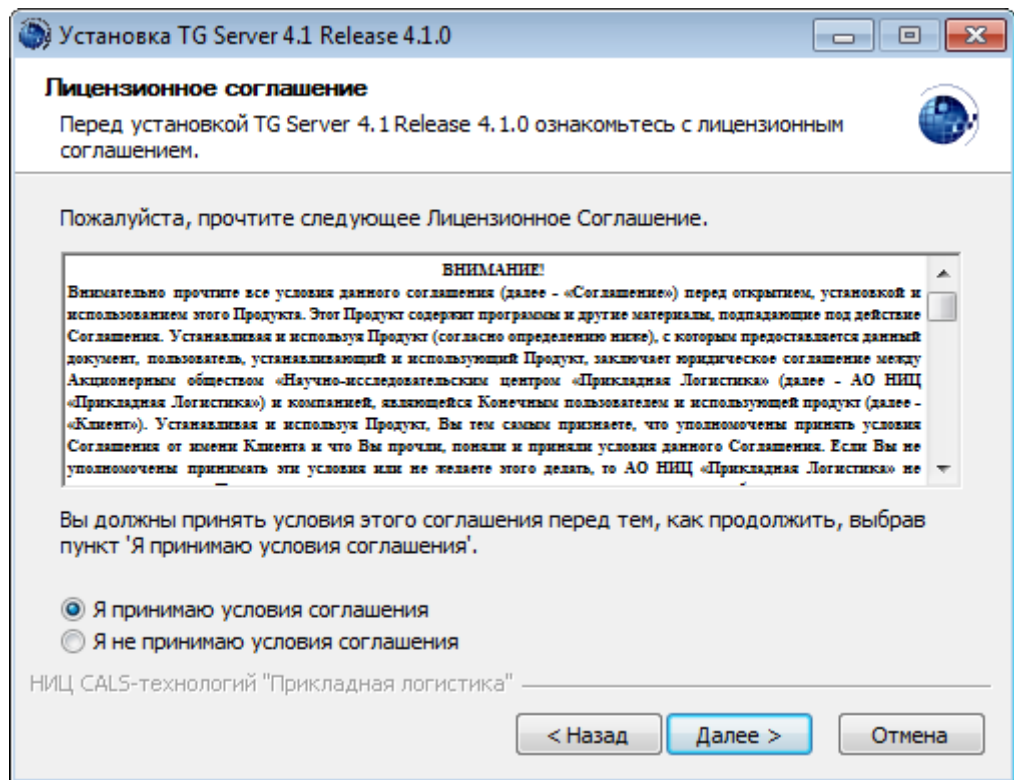 Установка TG Server 4.1 Release 4.1.0
Лицензионное соглашение
Перед установкой TG Server 4.1 Release 4.1.0 ознакомьтесь с лицензионным
соглашением.
Пожалуйста, прочтите следующее Лицензионное Соглашение.
ВНИМАНИЕ!
Внимательно прочтите все условия данного соглашения (далее - «Соглашение») перед открытием, установкой и
использованием этого Продукта. Этот Продукт содержит программы и другие материалы, подпадающие под действие
Соглашения. Устанавливая и используя Продукт (согласно определению ниже), с которым предоставляется данный
документ, пользователь, устанавливающий и использующий Продукт, заключает юридическое соглашение между
Акционерным обществом «Научно-исследовательским центром «Прикладная Логистика» (далее - АО НИЦ
«Прикладная Логистика») и компанией, являющейся Конечным пользователем и использующей продукт (далее -
«Клиент»). Устанавливая и используя Продукт, Вы тем самым признаете, что уполномочены принять условия
Соглашения от имени Клиента и что Вы прочли, поняли и приняли условия данного Соглашения. Если Вы не
уполномочены принимать эти условия или не желаете этого делать, то АО НИЦ «Прикладная Логистика» не
Вы должны принять условия этого соглашения перед тем, как продолжить, выбрав
пункт 'Я принимаю условия соглашения'.
Я принимаю условия соглашения
Я не принимаю условия соглашения
НИЦ CALS-технологий "Прикладная логистика"
< Назад
Далее >
Отмена